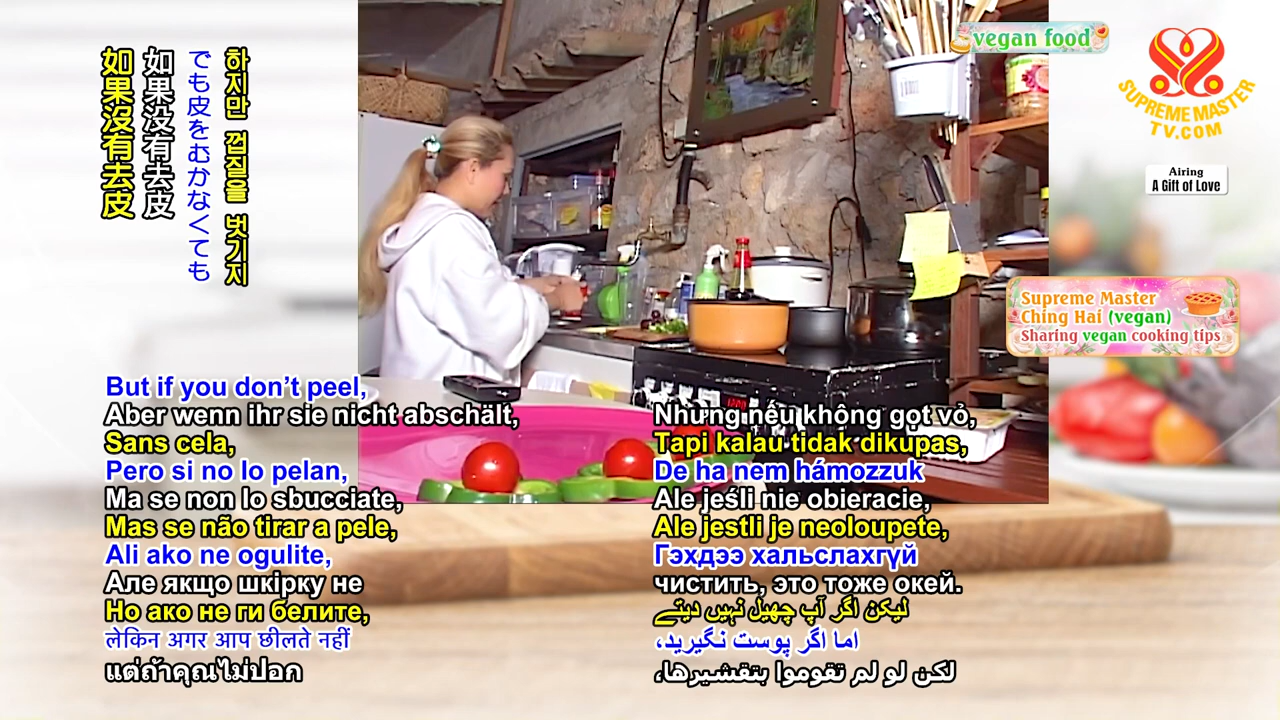 如果沒有去皮
如果没有去皮
でも皮をむかなくても
하지만 껍질을 벗기지
vegan food
SUPREME MASTER
TV.COM
Airing
A Gift of Love
Supreme Master
Ching Hai (vegan)
Sharing vegan cooking tips
But if you don’t peel,
Aber wenn ihr sie nicht abschält,
Sans cela,
Pero si no lo pelan,
Ma se non lo sbucciate,
Mas se não tirar a pele,
Ali ako ne ogulite,
Але якщо шкірку не
Но ако не ги белите,
लेकिन अगर आप छीलते नहीं
แต่ถ้าคุณไม่ปอก
Nhưng nếu không gọt vỏ,
Tapi kalau tidak dikupas,
De ha nem hámozzuk
Ale jeśli nie obieracie,
Ale jestli je neoloupete,
Гэхдээ хальслахгүй
чистить, это тоже окей.
لیکن اگر آپ چھیل نہیں دیتے
اما اگر پوست نگیرید،
لكن لو لم تقوموا بتقشيرها،